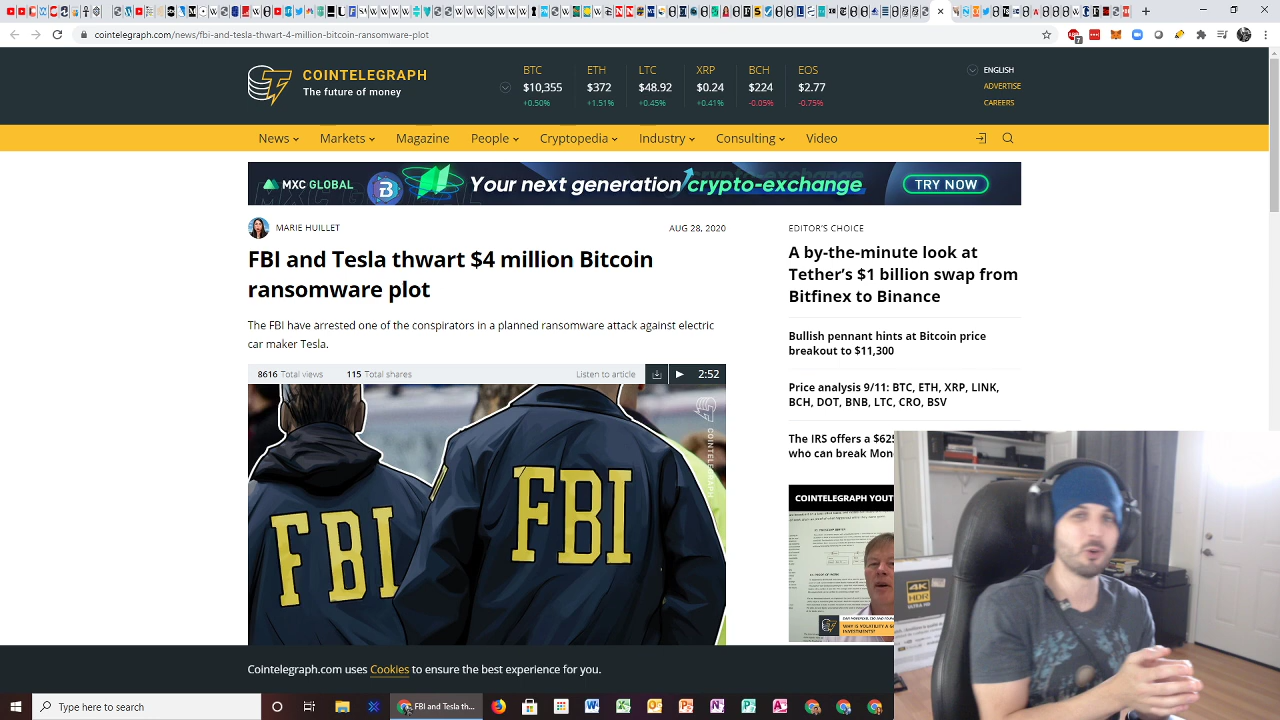 cointelegraph.com/news/fbi-and-tesla-thwart-4-million-bitcoin-ransomware-plot
7
COINTELEGRAPH
The future of money
BTC ETH LTC XRP BCH EOS
$10,355 $372 $48.92 $0.24 $224 $2.77
+0.50% +1.51% +0.45% +0.41% -0.05% -0.75%
ENGLISH
ADVERTISE
CAREERS
News Markets Magazine People Cryptopedia Industry Consulting Video
MXC GLOBAL Your next generation crypto-exchange TRY NOW
MARIE HUILLET AUG 28, 2020
FBI and Tesla thwart $4 million Bitcoin
ransomware plot
The FBI have arrested one of the conspirators in a planned ransomware attack against electric
car maker Tesla.
8616 Total views 115 Total shares Listen to article 2:52
COINTELEGRAPH
FBI FBI
EDITOR'S CHOICE
A by-the-minute look at
Tether's $1 billion swap from
Bitfinex to Binance
Bullish pennant hints at Bitcoin price
breakout to $11,300
Price analysis 9/11: BTC, ETH, XRP, LINK,
BCH, DOT, BNB, LTC, CRO, BSV
The IRS offers a $625
who can break Mon
COINTELEGRAPH YOUT
4K
HDR
ULTRA HD
Cointelegraph.com uses Cookies to ensure the best experience for you.
Type here to search
FBI and Tesla th...